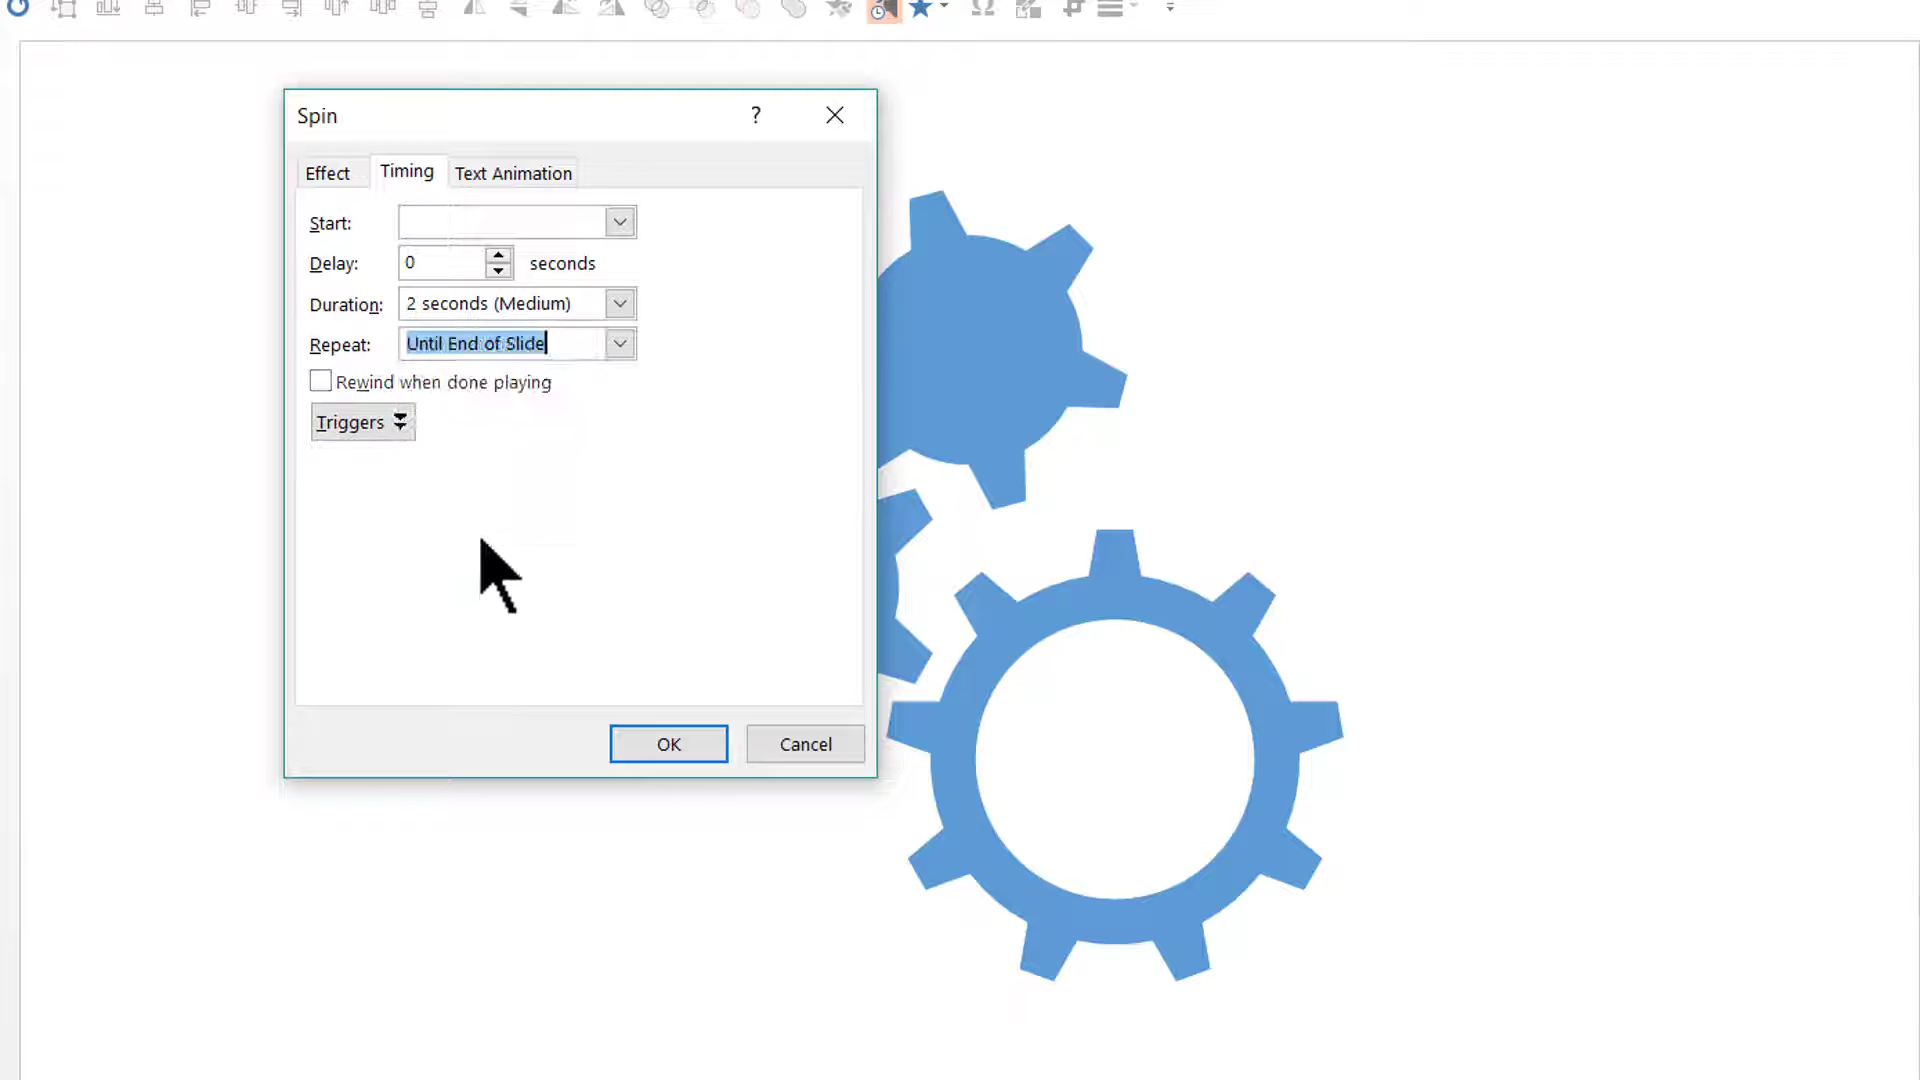 Spin ?
Effect Timing Text Animation
Start:
Delay: 0 seconds
Duration: 2 seconds (Medium)
Repeat: Until End of Slide
Rewind when done playing
Triggers
OK Cancel